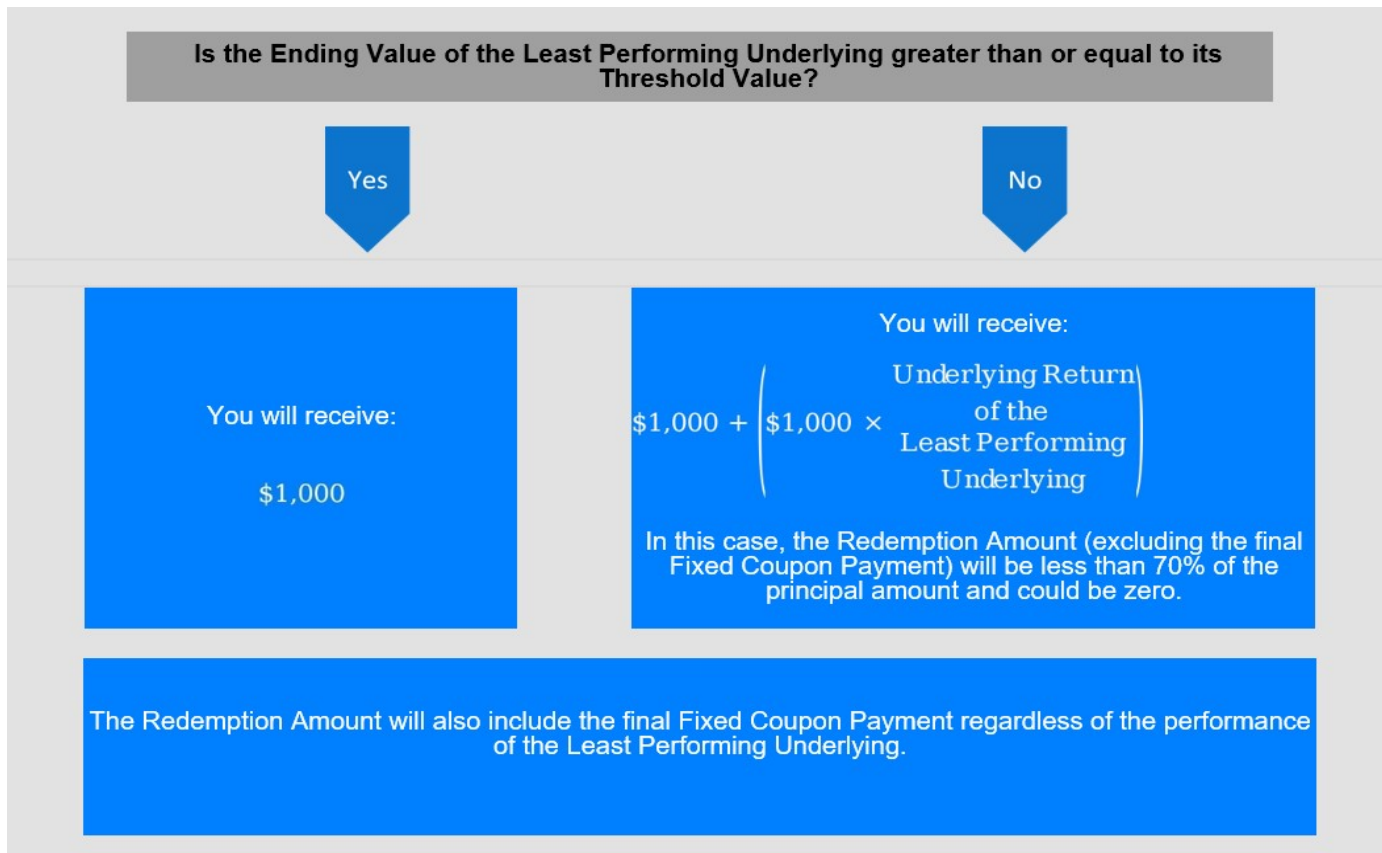 Is the Ending Value of the Least Performing Underlying greater than or equal to its
Threshold Value?
Yes
No
You will receive:
$1,000
You will receive:
$1,000 + ($1,000 × Underlying Return
of the
Least Performing
Underlying)
In this case, the Redemption Amount (excluding the final
Fixed Coupon Payment) will be less than 70% of the
principal amount and could be zero.
The Redemption Amount will also include the final Fixed Coupon Payment regardless of the performance
of the Least Performing Underlying.